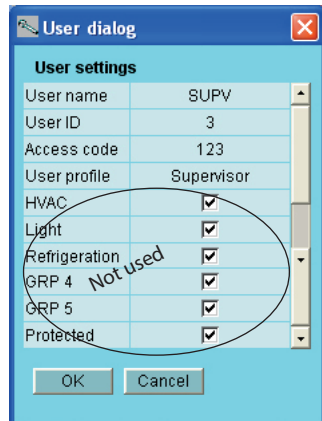 User dialog
User settings
User name SUPV
User ID 3
Access code 123
User profile Supervisor
HVAC
Light
Refrigeration
GRP 4
GRP 5
Protected
Not used
OK Cancel